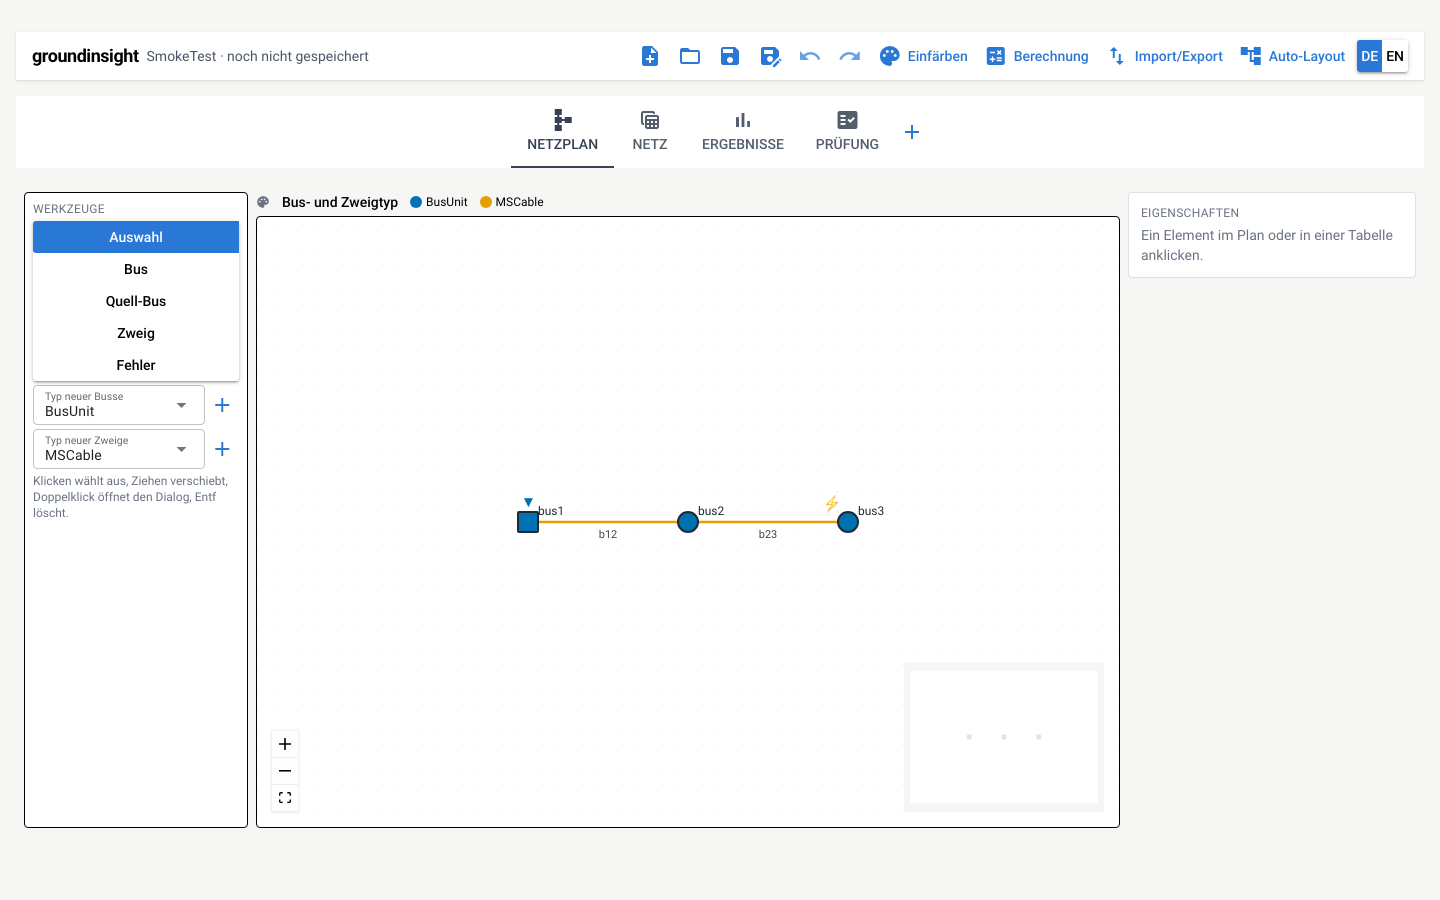 groundinsight SmokeTest · noch nicht gespeichert Einfärben Berechnung Import/Export Auto-Layout DE EN
NETZPLAN NETZ ERGEBNISSE PRÜFUNG
WERKZEUGE
Auswahl
Bus
Quell-Bus
Zweig
Fehler
Typ neuer Busse
BusUnit
Typ neuer Zweige
MSCable
Klicken wählt aus, Ziehen verschiebt,
Doppelklick öffnet den Dialog, Entf
löscht.
Bus- und Zweigtyp BusUnit MSCable
bus1 bus2 bus3
b12 b23
EIGENSCHAFTEN
Ein Element im Plan oder in einer Tabelle
anklicken.